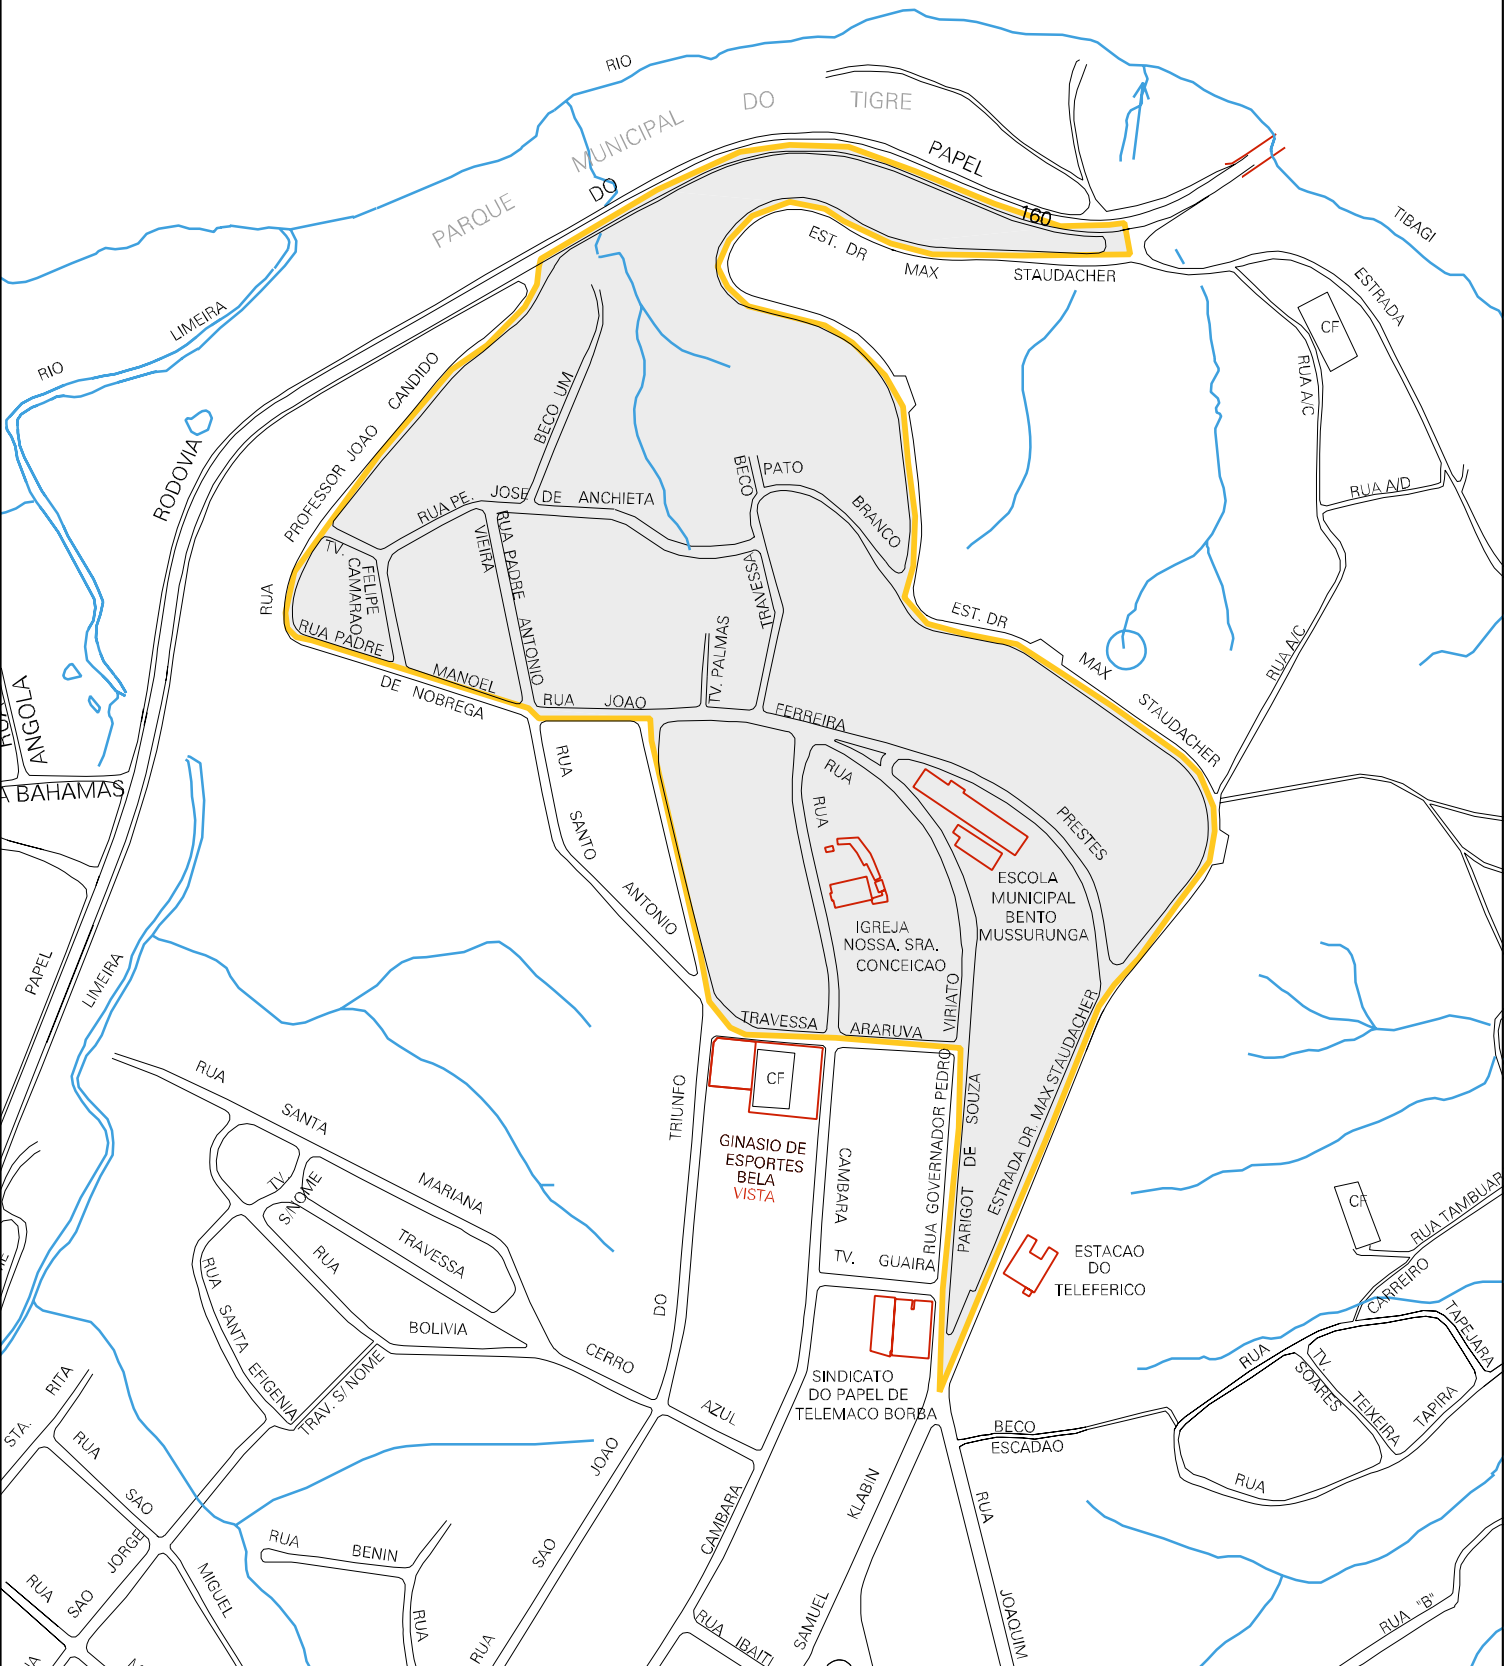 RIO
PARQUE MUNICIPAL DO TIGRE
DO
PAPEL
160
TIBAGI
EST. DR
MAX
STAUDACHER
ESTRADA
CF
RUA A/C
RUA A/D
RUA A/C
RIO
LIMEIRA
RODOVIA
PROFESSOR JOAO CANDIDO
RUA
BECO UM
RUA PE. JOSE DE ANCHIETA
BECO
PATO
BRANCO
TV.
FELIPE
CAMARAO
VIEIRA
RUA PADRE ANTONIO
TRAVESSA
TV. PALMAS
RUA PADRE
MANOEL
DE NOBREGA
RUA JOAO
FERREIRA
PRESTES
EST. DR
MAX
STAUDACHER
ANGOLA
A BAHAMAS
RUA
SANTO
ANTONIO
RUA
RUA
ESCOLA
MUNICIPAL
BENTO
MUSSURUNGA
IGREJA
NOSSA. SRA.
CONCEICAO
VIRIATO
PAPEL
LIMEIRA
TRAVESSA
ARARUVA
ESTRADA DR. MAX STAUDACHER
RUA GOVERNADOR PEDRO
PARIGOT DE SOUZA
CF
GINASIO DE
ESPORTES
BELA
VISTA
TRIUNFO
DO
CAMBARA
TV. GUAIRA
RUA
SANTA
MARIANA
TV.
S/NOME
TRAVESSA
RUA
BOLIVIA
RUA
SANTA
EFIGENIA
TRAV. S/NOME
CERRO
AZUL
ESTACAO
DO
TELEFERICO
CF
RUA TAMBUAR
CARREIRO
RUA
TV.
SOARES
TEIXEIRA
TAPIRA
TAPEJARA
RUA
SINDICATO
DO PAPEL DE
TELEMACO BORBA
BECO
ESCADAO
RITA
STA.
RUA
SAO
JORGE
RUA
SAO
MIGUEL
RUA
BENIN
RUA
JOAO
SAO
RUA
CAMBARA
KLABIN
SAMUEL
RUA
JOAQUIM
RUA IBAITI
RUA "B"